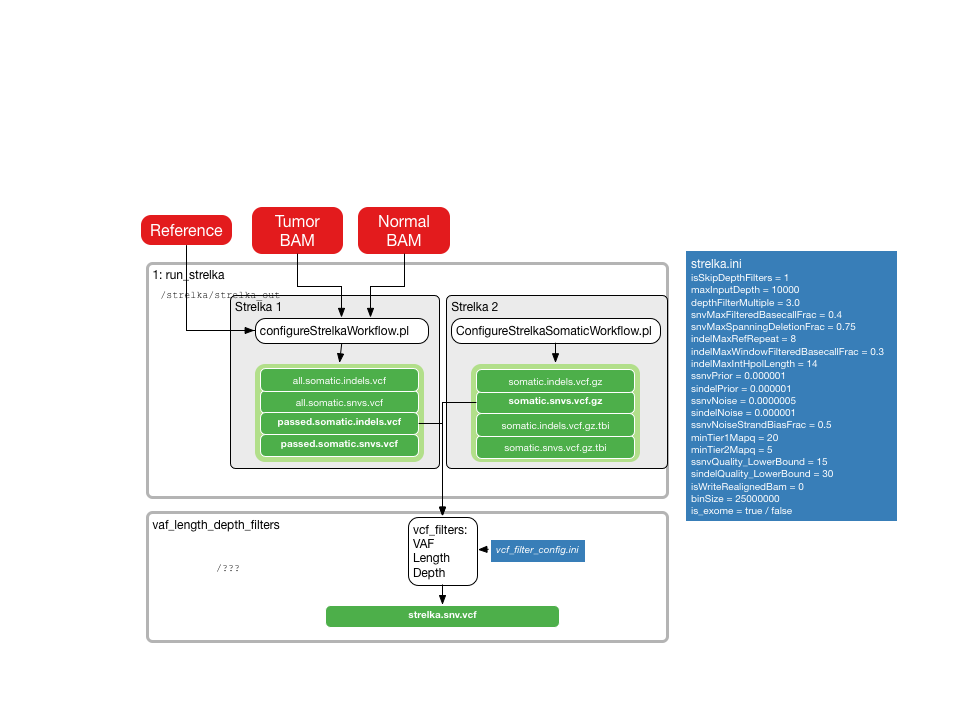 Reference
Tumor
BAM
Normal
BAM
1: run_strelka
/strelka/strelka_out
Strelka 1
configureStrelkaWorkflow.pl
all.somatic.indels.vcf
all.somatic.snvs.vcf
passed.somatic.indels.vcf
passed.somatic.snvs.vcf
Strelka 2
ConfigureStrelkaSomaticWorkflow.pl
somatic.indels.vcf.gz
somatic.snvs.vcf.gz
somatic.indels.vcf.gz.tbi
somatic.snvs.vcf.gz.tbi
strelka.ini
isSkipDepthFilters = 1
maxInputDepth = 10000
depthFilterMultiple = 3.0
snvMaxFilteredBasecallFrac = 0.4
snvMaxSpanningDeletionFrac = 0.75
indelMaxRefRepeat = 8
indelMaxWindowFilteredBasecallFrac = 0.3
indelMaxIntHpolLength = 14
ssnvPrior = 0.000001
sindelPrior = 0.000001
ssnvNoise = 0.0000005
sindelNoise = 0.000001
ssnvNoiseStrandBiasFrac = 0.5
minTier1Mapq = 20
minTier2Mapq = 5
ssnvQuality_LowerBound = 15
sindelQuality_LowerBound = 30
isWriteRealignedBam = 0
binSize = 25000000
is_exome = true / false
vaf_length_depth_filters
/???
vcf_filters:
VAF
Length
Depth
vcf_filter_config.ini
strelka.snv.vcf